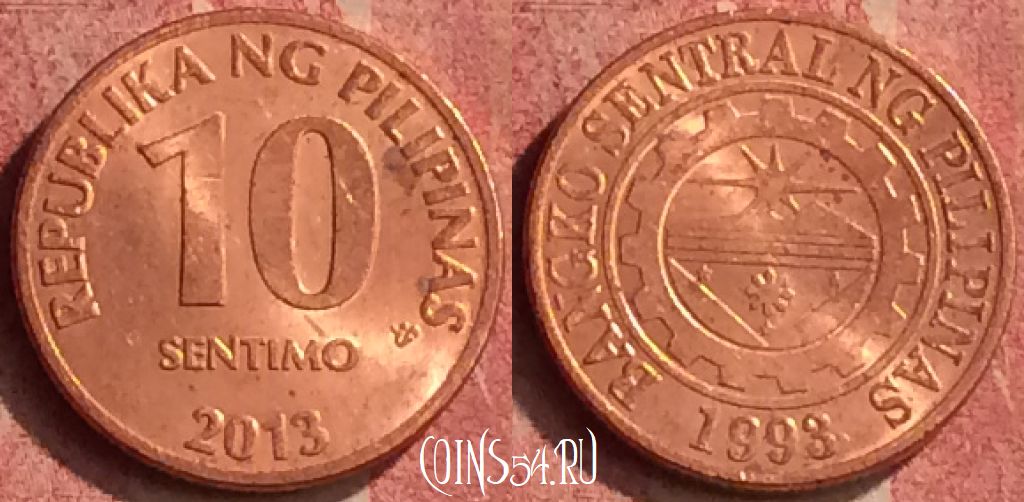 REPUBLIKA NG PILIPINAS
10
SENTIMO
2013
BANGKO SENTRAL NG PILIPINAS
1993
COINS54.RU